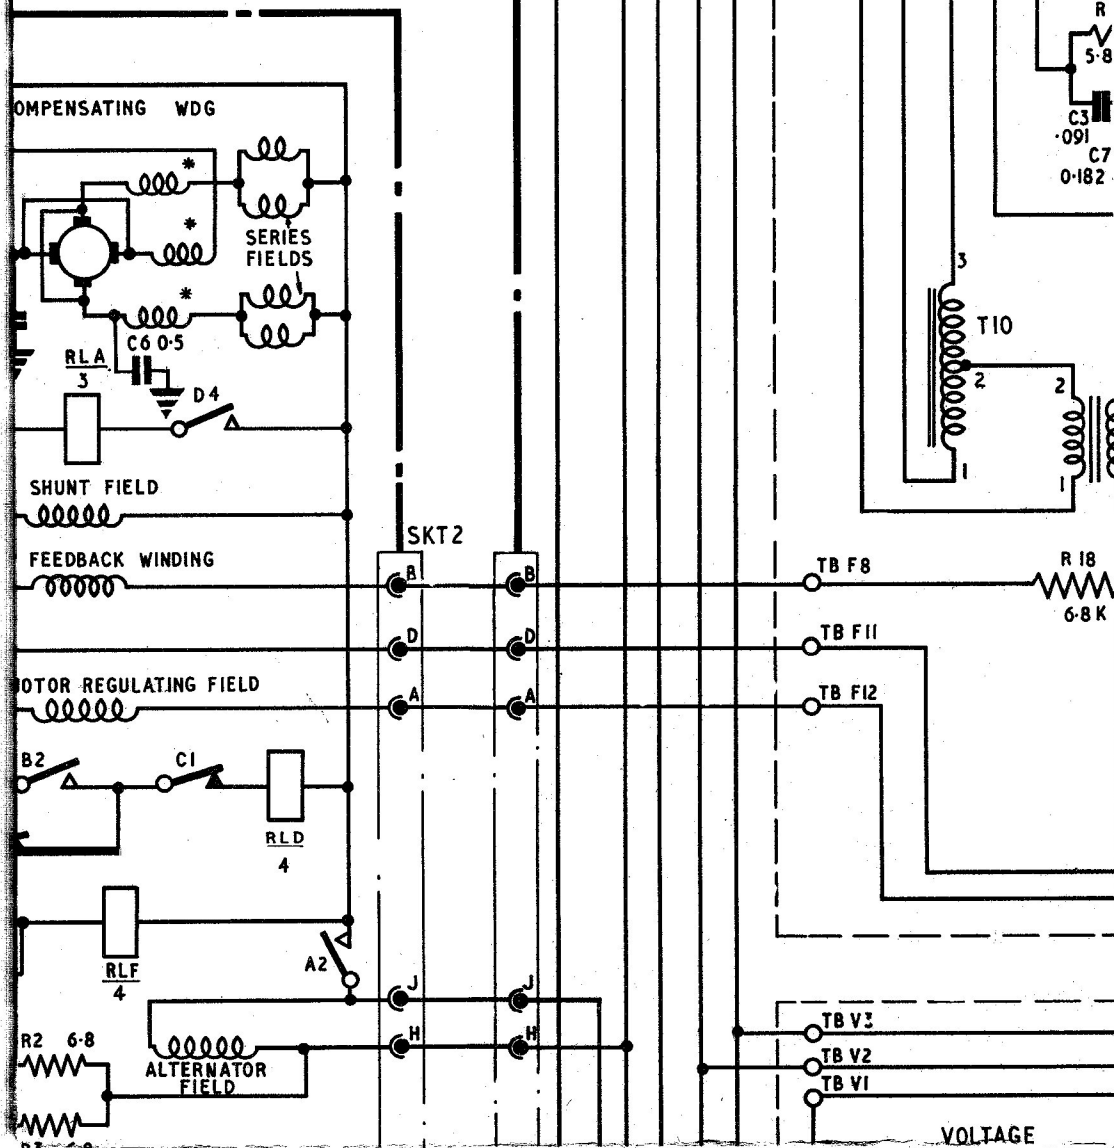 R
5·8
C3
·091
C7
0·182
OMPENSATING WDG
*
*
SERIES
FIELDS
*
C6 0·5
RLA
3
D4
3
T10
2
2
1
1
SHUNT FIELD
SKT2
FEEDBACK WINDING
B
B
TB F8
R 18
6·8 K
D
D
TB F11
OTOR REGULATING FIELD
A
A
TB F12
B2
C1
RLD
4
A2
RLF
4
J
J
R2 6·8
H
H
ALTERNATOR
FIELD
TB V3
TB V2
TB V1
VOLTAGE